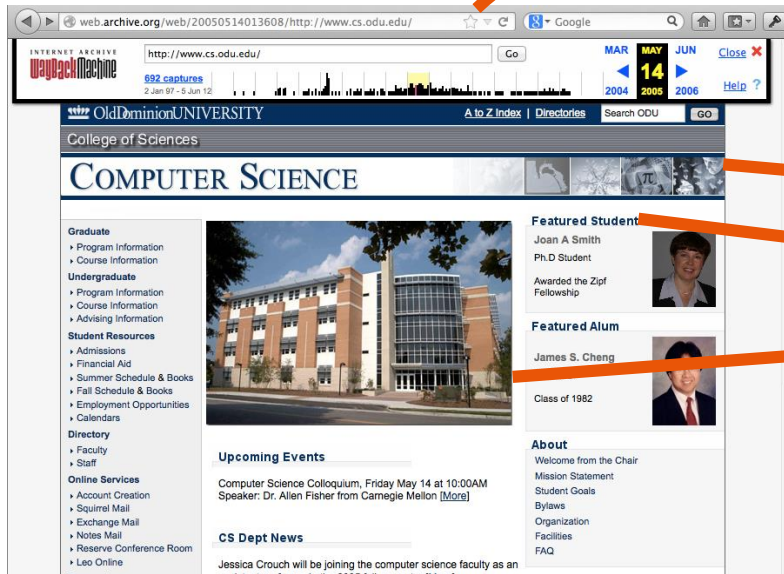 web.archive.org/web/20050514013608/http://www.cs.odu.edu/
Google
INTERNET ARCHIVE
WayBackMachine
http://www.cs.odu.edu/
Go
692 captures
2 Jan 97 - 5 Jun 12
MAR MAY JUN
14
2004 2005 2006
Close
Help ?
OldDominionUNIVERSITY
A to Z Index | Directories
Search ODU
GO
College of Sciences
COMPUTER SCIENCE
π
Graduate
Program Information
Course Information
Undergraduate
Program Information
Course Information
Advising Information
Student Resources
Admissions
Financial Aid
Summer Schedule & Books
Fall Schedule & Books
Employment Opportunities
Calendars
Directory
Faculty
Staff
Online Services
Account Creation
Squirrel Mail
Exchange Mail
Notes Mail
Reserve Conference Room
Leo Online
Upcoming Events
Computer Science Colloquium, Friday May 14 at 10:00AM
Speaker: Dr. Allen Fisher from Carnegie Mellon [More]
CS Dept News
Jessica Crouch will be joining the computer science faculty as an
Featured Student
Joan A Smith
Ph.D Student
Awarded the Zipf
Fellowship
Featured Alum
James S. Cheng
Class of 1982
About
Welcome from the Chair
Mission Statement
Student Goals
Bylaws
Organization
Facilities
FAQ